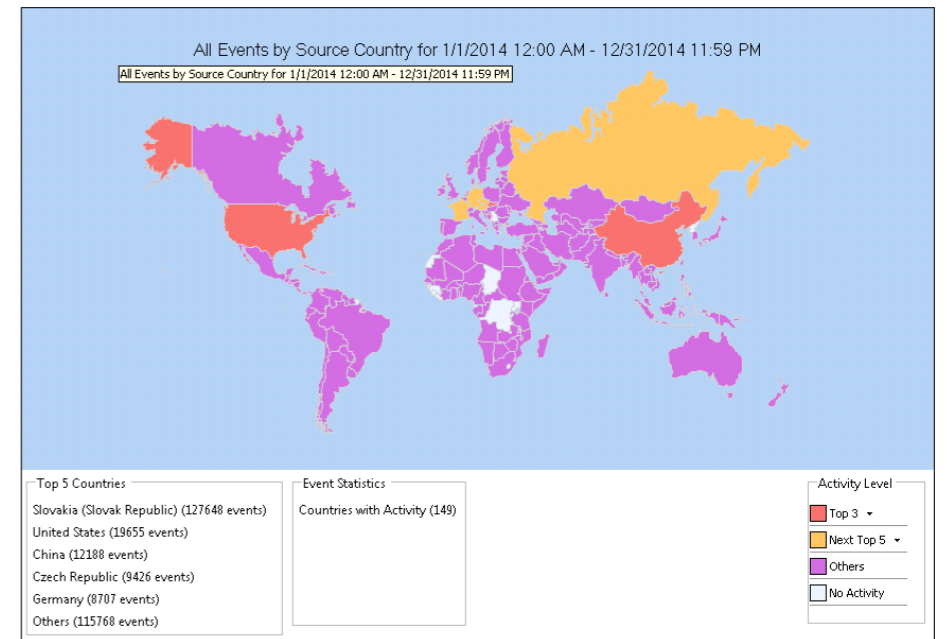 All Events by Source Country for 1/1/2014 12:00 AM - 12/31/2014 11:59 PM
All Events by Source Country for 1/1/2014 12:00 AM - 12/31/2014 11:59 PM
Top 5 Countries
Slovakia (Slovak Republic) (127648 events)
United States (19655 events)
China (12188 events)
Czech Republic (9426 events)
Germany (8707 events)
Others (115768 events)
Event Statistics
Countries with Activity (149)
Activity Level
Top 3
Next Top 5
Others
No Activity